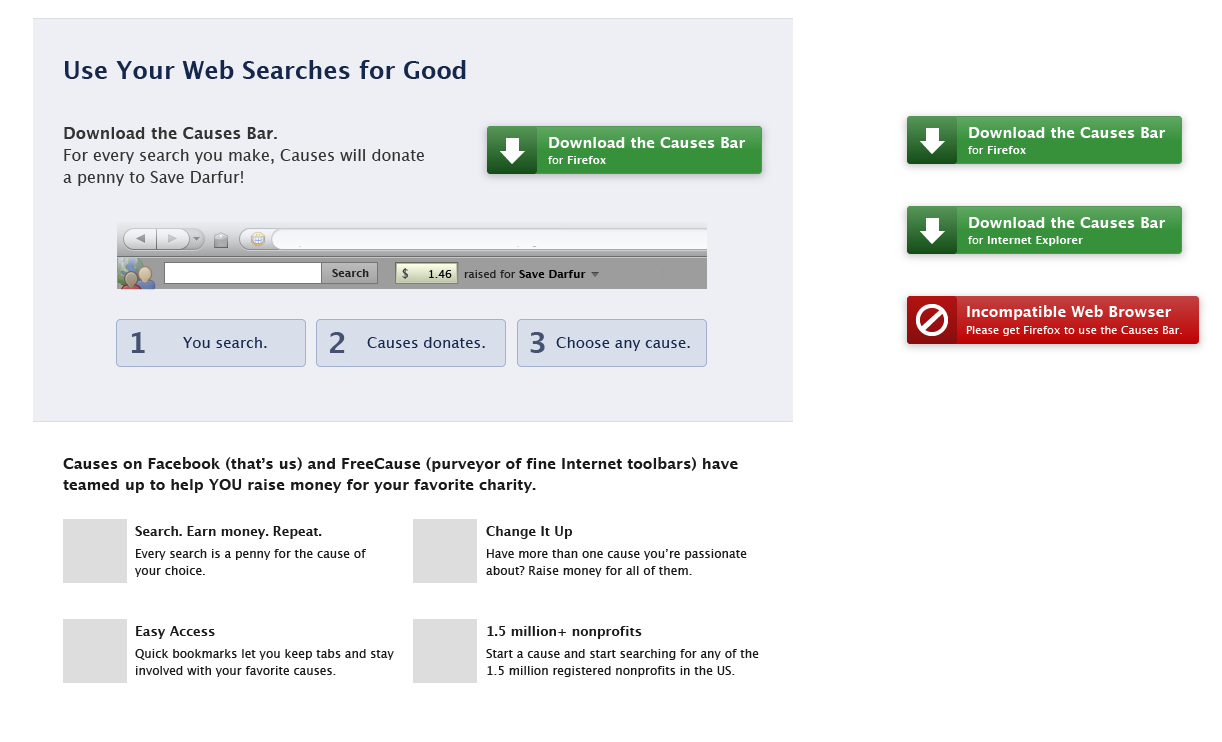 Use Your Web Searches for Good
Download the Causes Bar.
For every search you make, Causes will donate
a penny to Save Darfur!
Download the Causes Bar
for Firefox
Search
$ 1.46
raised for Save Darfur
1 You search.
2 Causes donates.
3 Choose any cause.
Causes on Facebook (that’s us) and FreeCause (purveyor of fine Internet toolbars) have
teamed up to help YOU raise money for your favorite charity.
Search. Earn money. Repeat.
Every search is a penny for the cause of
your choice.
Change It Up
Have more than one cause you’re passionate
about? Raise money for all of them.
Easy Access
Quick bookmarks let you keep tabs and stay
involved with your favorite causes.
1.5 million+ nonprofits
Start a cause and start searching for any of the
1.5 million registered nonprofits in the US.
Download the Causes Bar
for Firefox
Download the Causes Bar
for Internet Explorer
Incompatible Web Browser
Please get Firefox to use the Causes Bar.